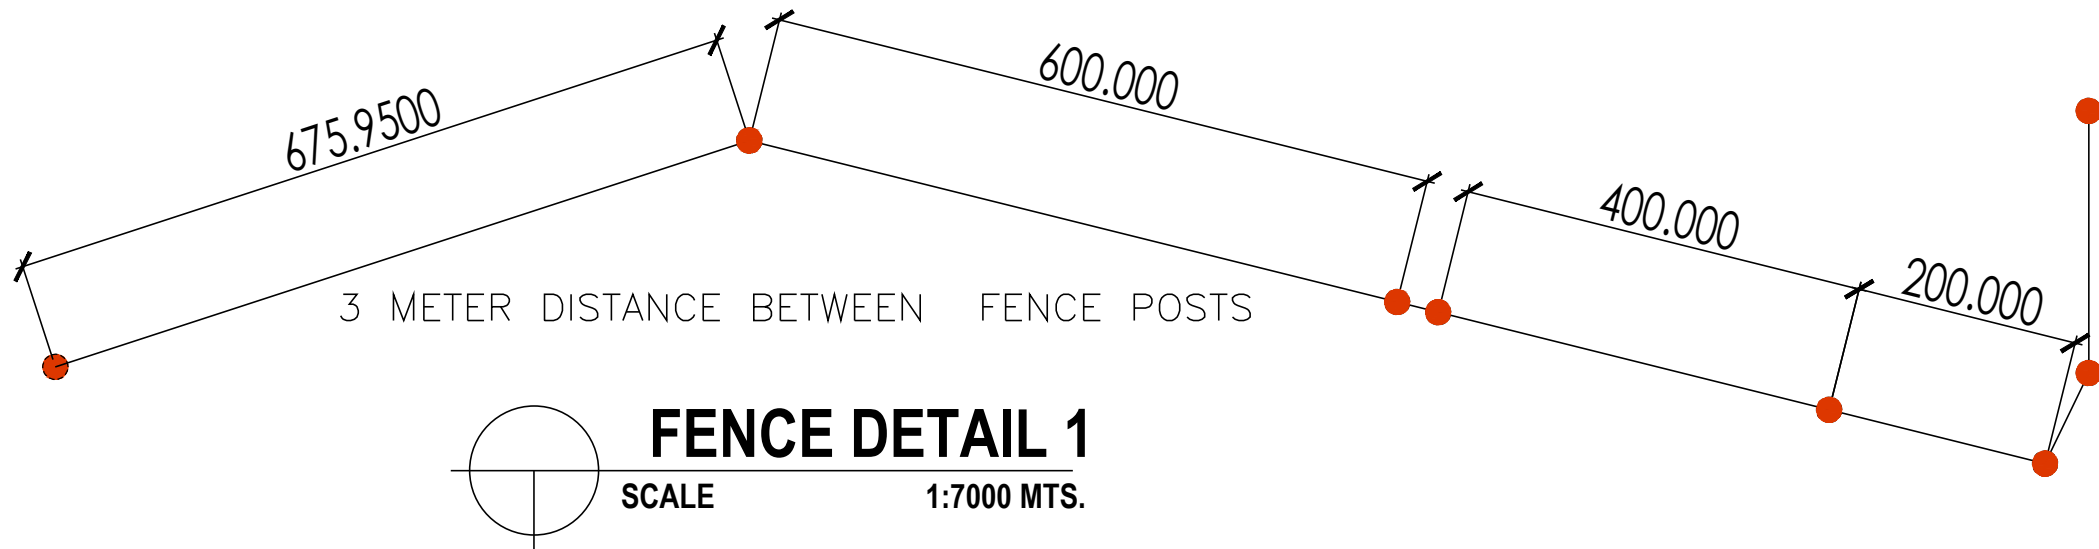 675.9500
600.000
400.000
200.000
3 METER DISTANCE BETWEEN FENCE POSTS
FENCE DETAIL 1
SCALE 1:7000 MTS.